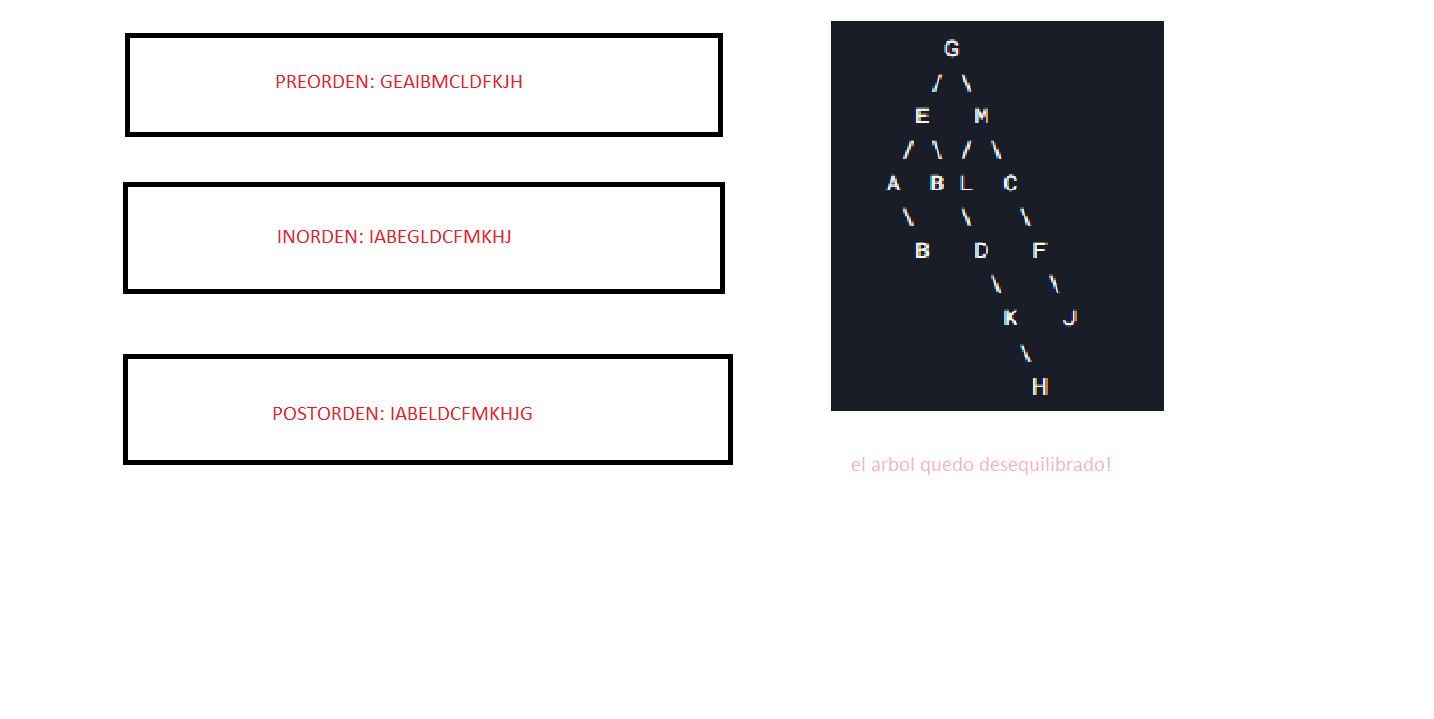 PREORDEN: GEAIBMCLDFKJH
INORDEN: IABEGLDCFMKHJ
POSTORDEN: IABELDCFMKHJG
G
/ \
E M
/ \ / \
A B L C
\ \ \
B D F
\ \
K J
\
H
el arbol quedo desequilibrado!